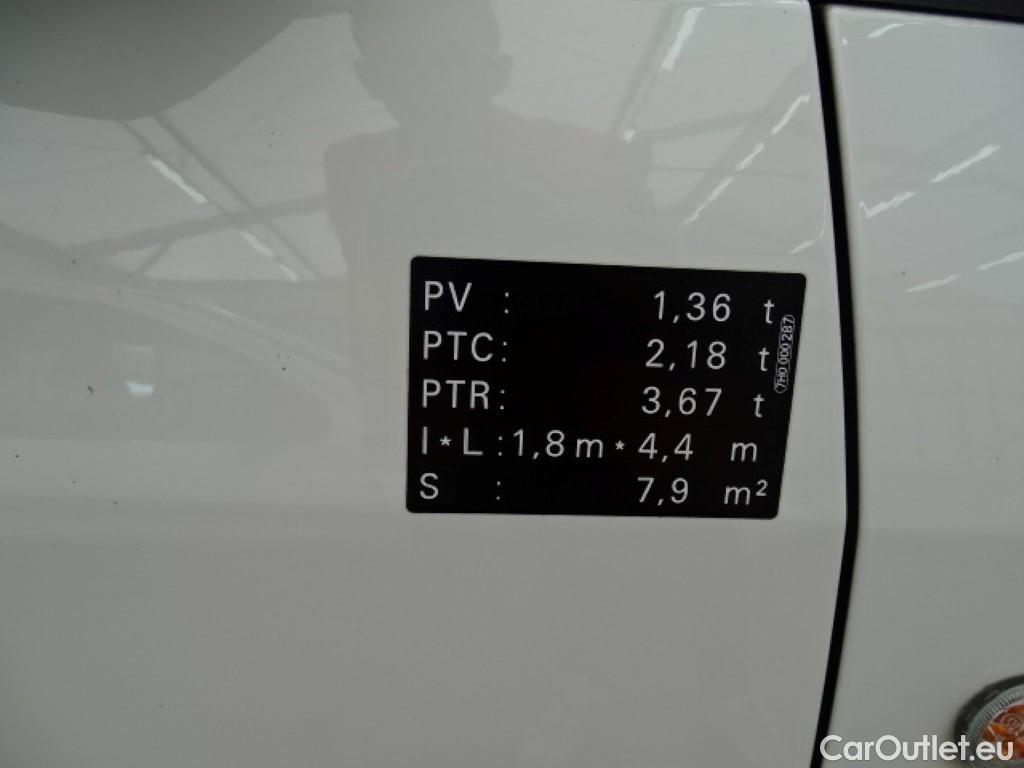 PV : 1,36 t
PTC: 2,18 t
PTR: 3,67 t
l*L :1,8m*4,4 m
S : 7,9 m²
7H0 000 287
CarOutlet.eu